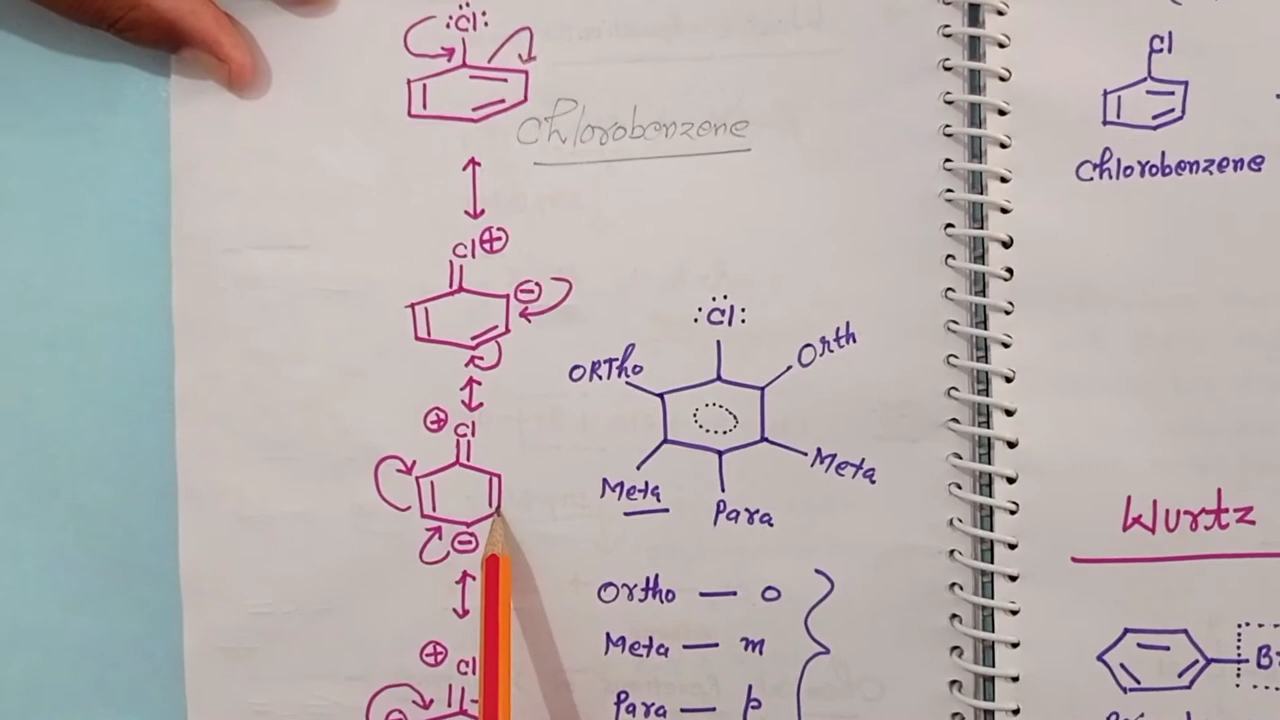 :Cl:
Chlorobenzene
Cl⊕
⊖
:Cl:
ORTho
Orth
⊕
Cl
Meta
Meta
Para
⊖
Ortho — o
Meta — m
Para — p
⊕ Cl
⊖
Cl
Chlorobenzene
Wurtz